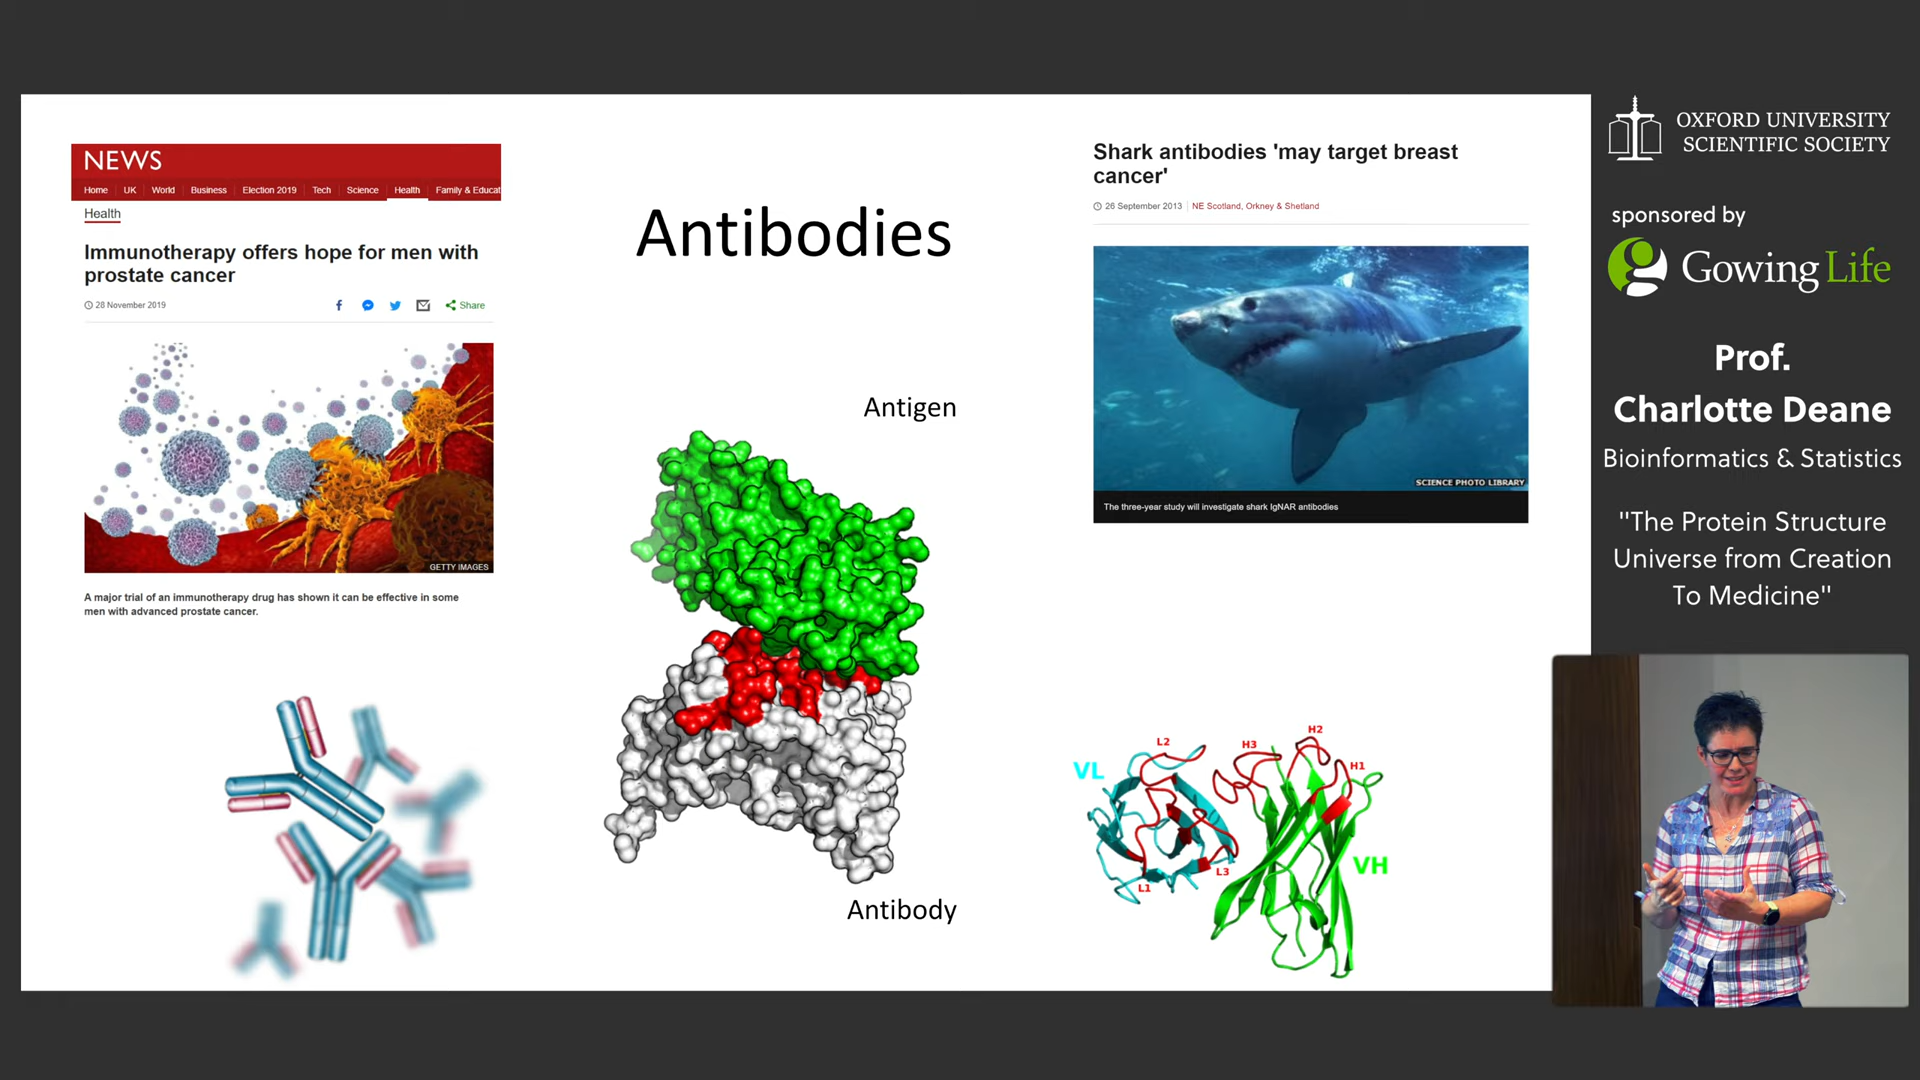 NEWS
Home UK World Business Election 2019 Tech Science Health Family & Educat
Health
Immunotherapy offers hope for men with
prostate cancer
28 November 2019
Share
GETTY IMAGES
A major trial of an immunotherapy drug has shown it can be effective in some
men with advanced prostate cancer.
Antibodies
Antigen
Antibody
Shark antibodies 'may target breast
cancer'
26 September 2013 NE Scotland, Orkney & Shetland
SCIENCE PHOTO LIBRARY
The three-year study will investigate shark IgNAR antibodies
VL
L2
H3
H2
H1
L1
L3
VH
OXFORD UNIVERSITY
SCIENTIFIC SOCIETY
sponsored by
Gowing Life
Prof.
Charlotte Deane
Bioinformatics & Statistics
"The Protein Structure
Universe from Creation
To Medicine"